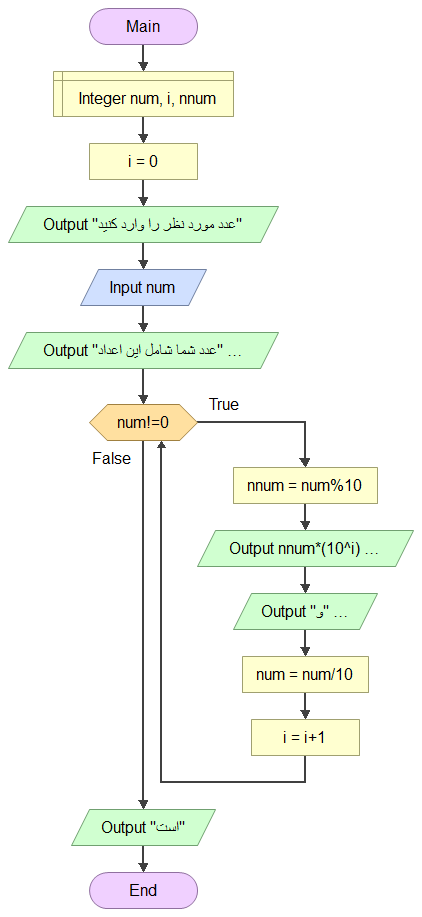 Main
Integer num, i, nnum
i = 0
Output "عدد مورد نظر را وارد کنید"
Input num
Output "عدد شما شامل این اعداد" ...
num!=0
True
False
nnum = num%10
Output nnum*(10^i) ...
Output "و" ...
num = num/10
i = i+1
Output "است"
End